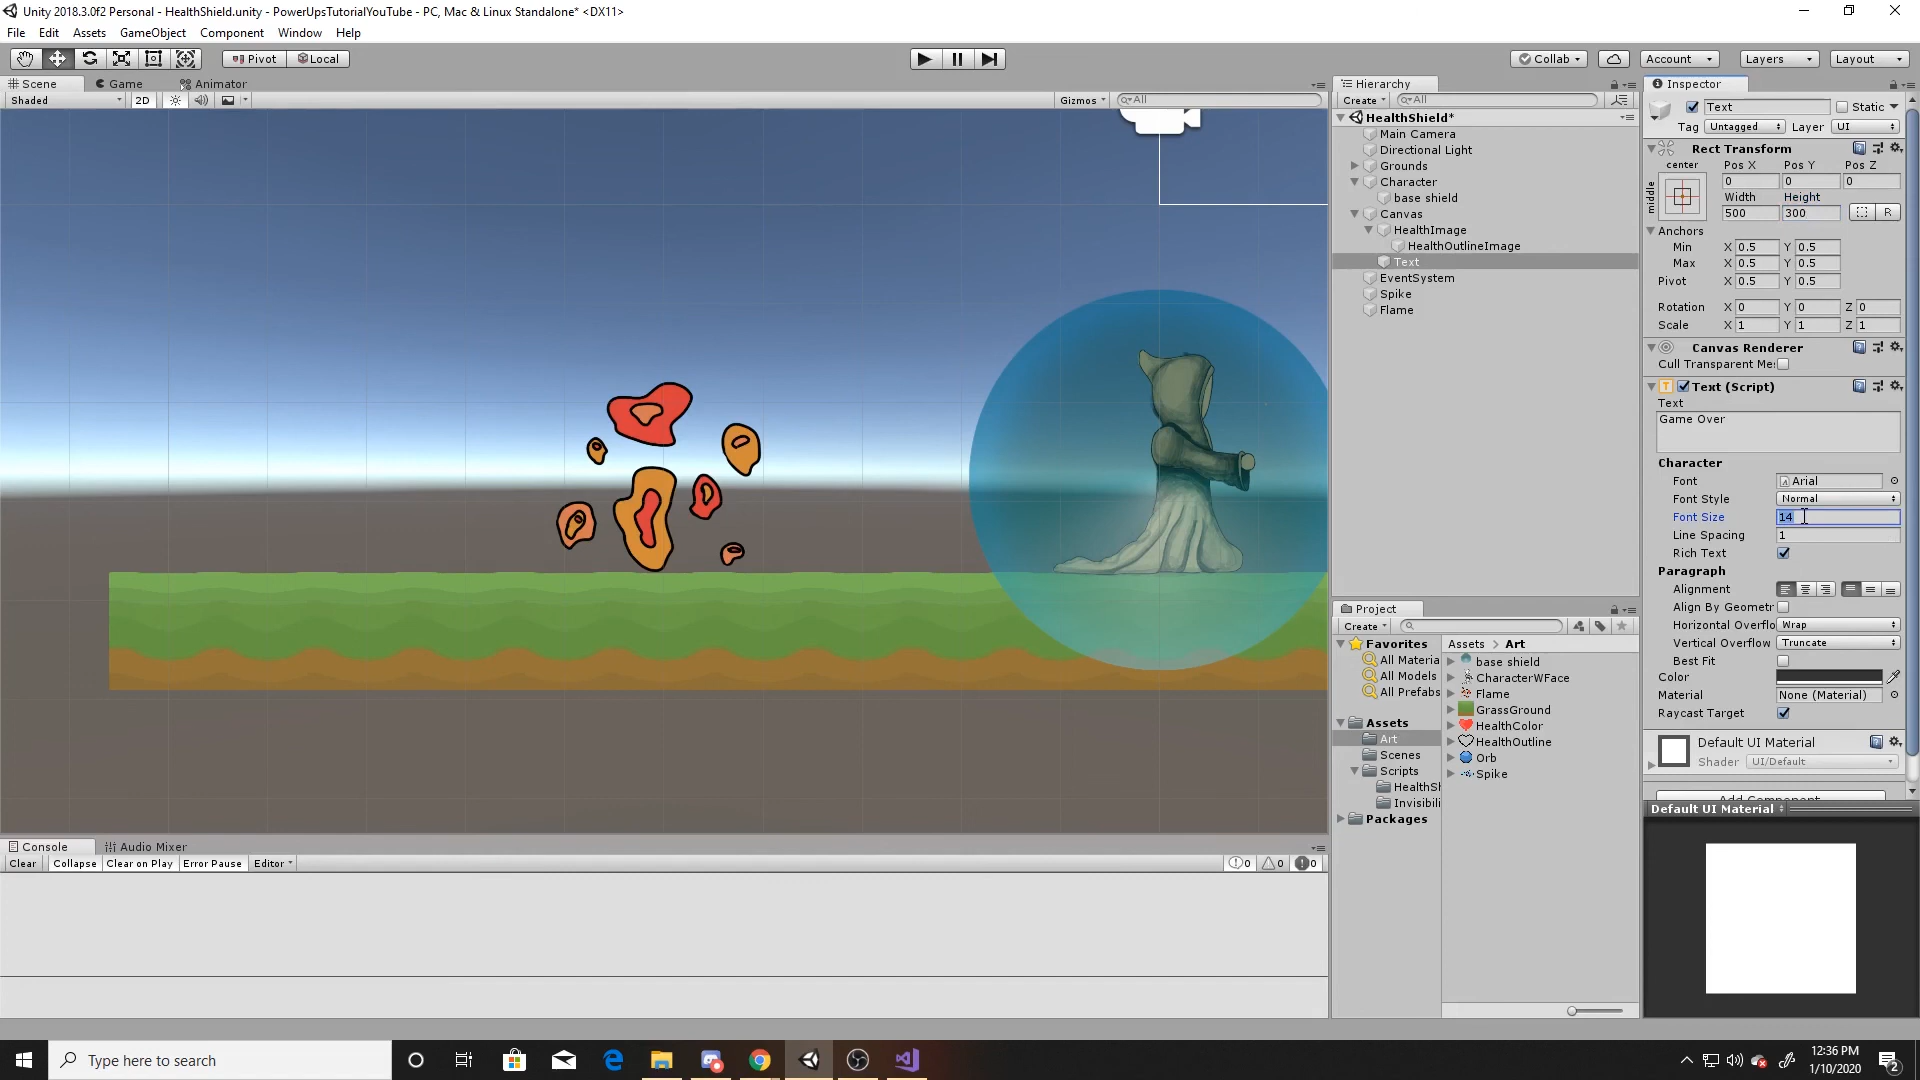 Unity 2018.3.0f2 Personal - HealthShield.unity - PowerUpsTutorialYouTube - PC, Mac & Linux Standalone* <DX11>
File Edit Assets GameObject Component Window Help
Pivot Local Collab Account Layers Layout
Scene Game Animator
Shaded 2D Gizmos All
Hierarchy
Create All
HealthShield*
Main Camera
Directional Light
Grounds
Character
base shield
Canvas
HealthImage
HealthOutlineImage
Text
EventSystem
Spike
Flame
Inspector
Text Static
Tag Untagged Layer UI
Rect Transform
center Pos X Pos Y Pos Z
middle 0 0 0
Width Height
500 300 R
Anchors
Min X 0.5 Y 0.5
Max X 0.5 Y 0.5
Pivot X 0.5 Y 0.5
Rotation X 0 Y 0 Z 0
Scale X 1 Y 1 Z 1
Canvas Renderer
Cull Transparent Me:
Text (Script)
Text
Game Over
Character
Font Arial
Font Style Normal
Font Size 14
Line Spacing 1
Rich Text
Paragraph
Alignment
Align By Geometr
Horizontal Overflo Wrap
Vertical Overflow Truncate
Best Fit
Color
Material None (Material)
Raycast Target
Default UI Material
Shader UI/Default
Add Component
Default UI Material
Project
Create
Favorites
All Materia
All Models
All Prefabs
Assets
Art
Scenes
Scripts
HealthSh
Invisibili
Packages
Assets > Art
base shield
CharacterWFace
Flame
GrassGround
HealthColor
HealthOutline
Orb
Spike
Console Audio Mixer
Clear Collapse Clear on Play Error Pause Editor 0 0 0
Type here to search
12:36 PM
1/10/2020
2